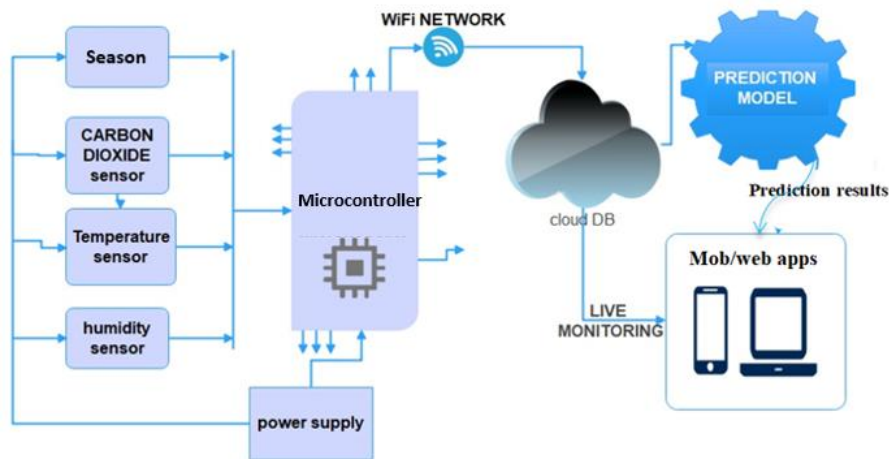 WiFi NETWORK
Season
CARBON
DIOXIDE
sensor
Temperature
sensor
humidity
sensor
Microcontroller
power supply
cloud DB
PREDICTION
MODEL
Prediction results
LIVE
MONITORING
Mob/web apps